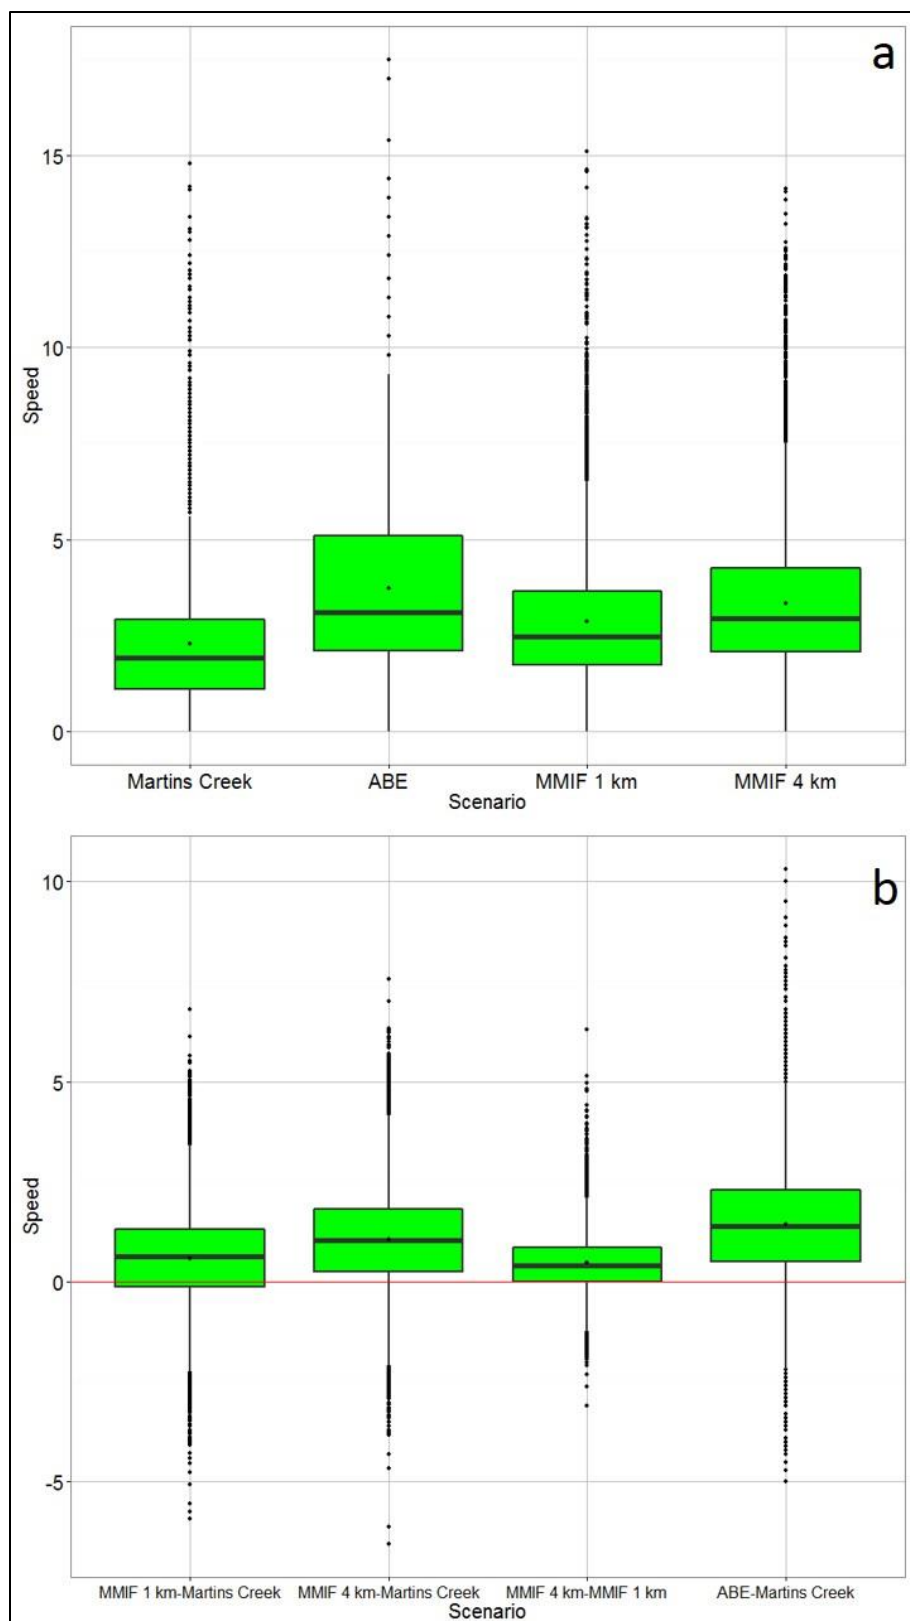 a
15
10
5
0
Speed
Martins Creek ABE MMIF 1 km MMIF 4 km
Scenario
b
10
5
0
-5
Speed
MMIF 1 km-Martins Creek MMIF 4 km-Martins Creek MMIF 4 km-MMIF 1 km ABE-Martins Creek
Scenario